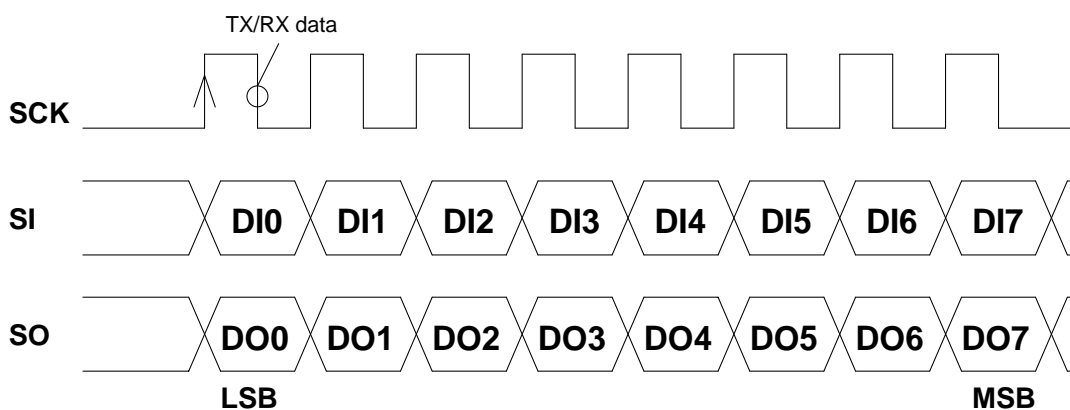 TX/RX data
SCK
SI DI0 DI1 DI2 DI3 DI4 DI5 DI6 DI7
SO DO0 DO1 DO2 DO3 DO4 DO5 DO6 DO7
LSB MSB